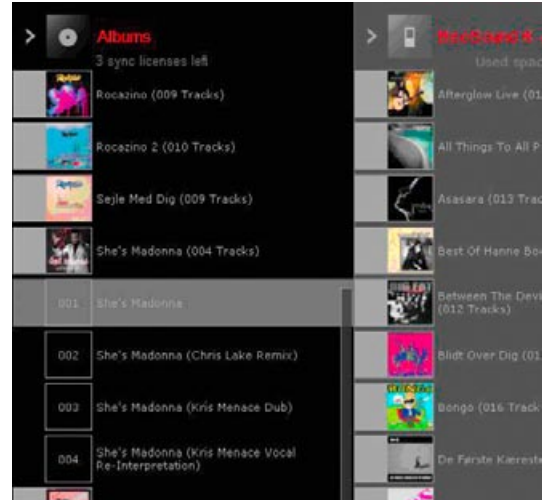 Albums
3 sync licenses left
Rocazino (009 Tracks)
Rocazino 2 (010 Tracks)
Sejle Med Dig (009 Tracks)
She's Madonna (004 Tracks)
001 She's Madonna
002 She's Madonna (Chris Lake Remix)
003 She's Madonna (Kris Menace Dub)
004 She's Madonna (Kris Menace Vocal
Re-Interpretation)
Used spac
Afterglow Live (01
All Things To All P
Asasara (013 Trac
Best Of Hanne Bo
Between The Devi
(012 Tracks)
Blidt Over Dig (01
Bongo (016 Track
De Første Kæreste